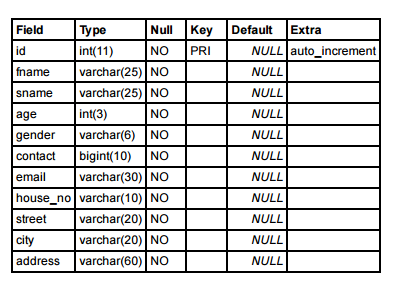 Field Type Null Key Default Extra
id int(11) NO PRI NULL auto_increment
fname varchar(25) NO NULL
sname varchar(25) NO NULL
age int(3) NO NULL
gender varchar(6) NO NULL
contact bigint(10) NO NULL
email varchar(30) NO NULL
house_no varchar(10) NO NULL
street varchar(20) NO NULL
city varchar(20) NO NULL
address varchar(60) NO NULL